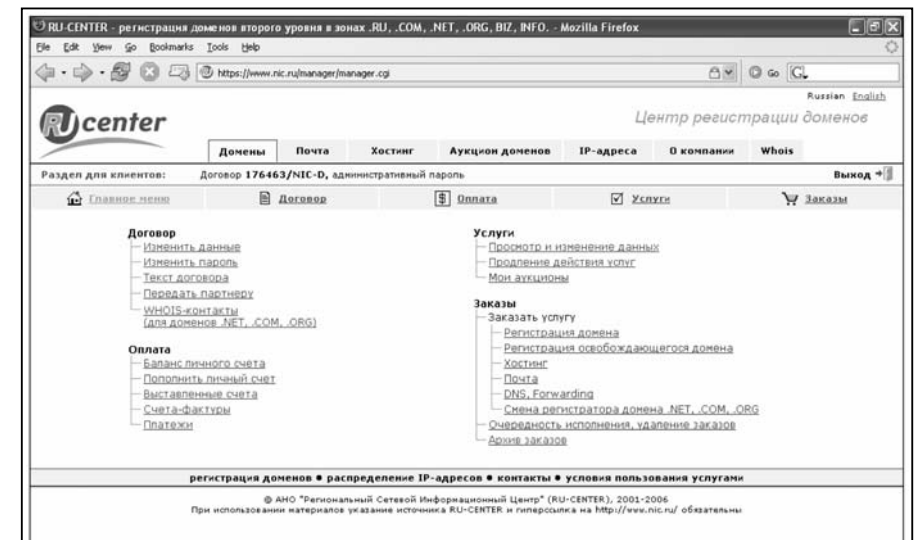 RU-CENTER - регистрация доменов второго уровня в зонах .RU, .COM, .NET, .ORG, BIZ, INFO. - Mozilla Firefox
File Edit View Go Bookmarks Tools Help
https://www.nic.ru/manager/manager.cgi Go
Russian English
RU center
Центр регистрации доменов
Домены Почта Хостинг Аукцион доменов IP-адреса О компании Whois
Раздел для клиентов: Договор 176463/NIC-D, административный пароль Выход
Главное меню Договор Оплата Услуги Заказы
Договор
Изменить данные
Изменить пароль
Текст договора
Передать партнеру
WHOIS-контакты
(для доменов .NET, .COM, .ORG)
Оплата
Баланс личного счета
Пополнить личный счет
Выставленные счета
Счета-фактуры
Платежи
Услуги
Просмотр и изменение данных
Продление действия услуг
Мои аукционы
Заказы
Заказать услугу
Регистрация домена
Регистрация освобождающегося домена
Хостинг
Почта
DNS, Forwarding
Смена регистратора домена .NET, .COM, .ORG
Очередность исполнения, удаление заказов
Архив заказов
регистрация доменов • распределение IP-адресов • контакты • условия пользования услугами
© АНО "Региональный Сетевой Информационный Центр" (RU-CENTER), 2001-2006
При использовании материалов указание источника RU-CENTER и гиперссылка на http://www.nic.ru/ обязательны